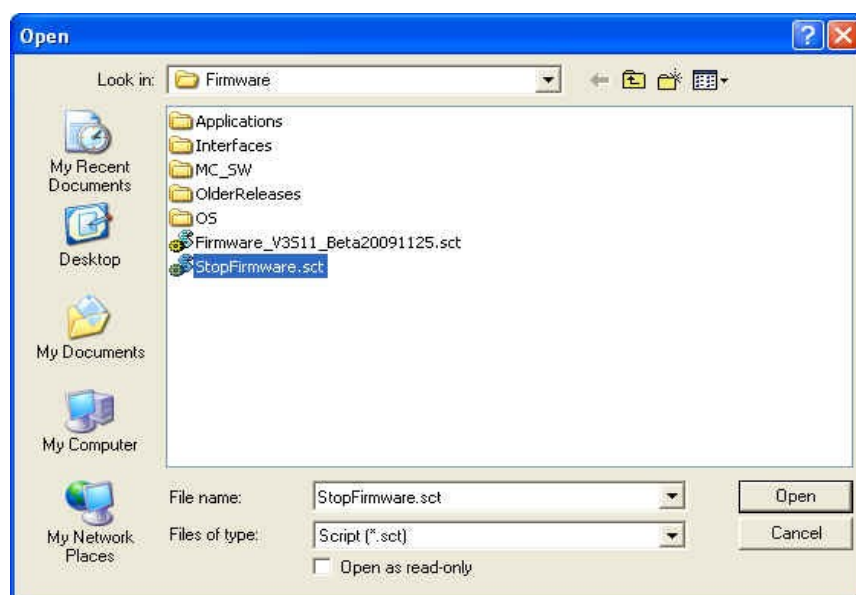 Open
Look in: Firmware
My Recent
Documents
Desktop
My Documents
My Computer
My Network
Places
Applications
Interfaces
MC_SW
OlderReleases
OS
Firmware_V3S11_Beta20091125.sct
StopFirmware.sct
File name: StopFirmware.sct Open
Files of type: Script (*.sct) Cancel
Open as read-only